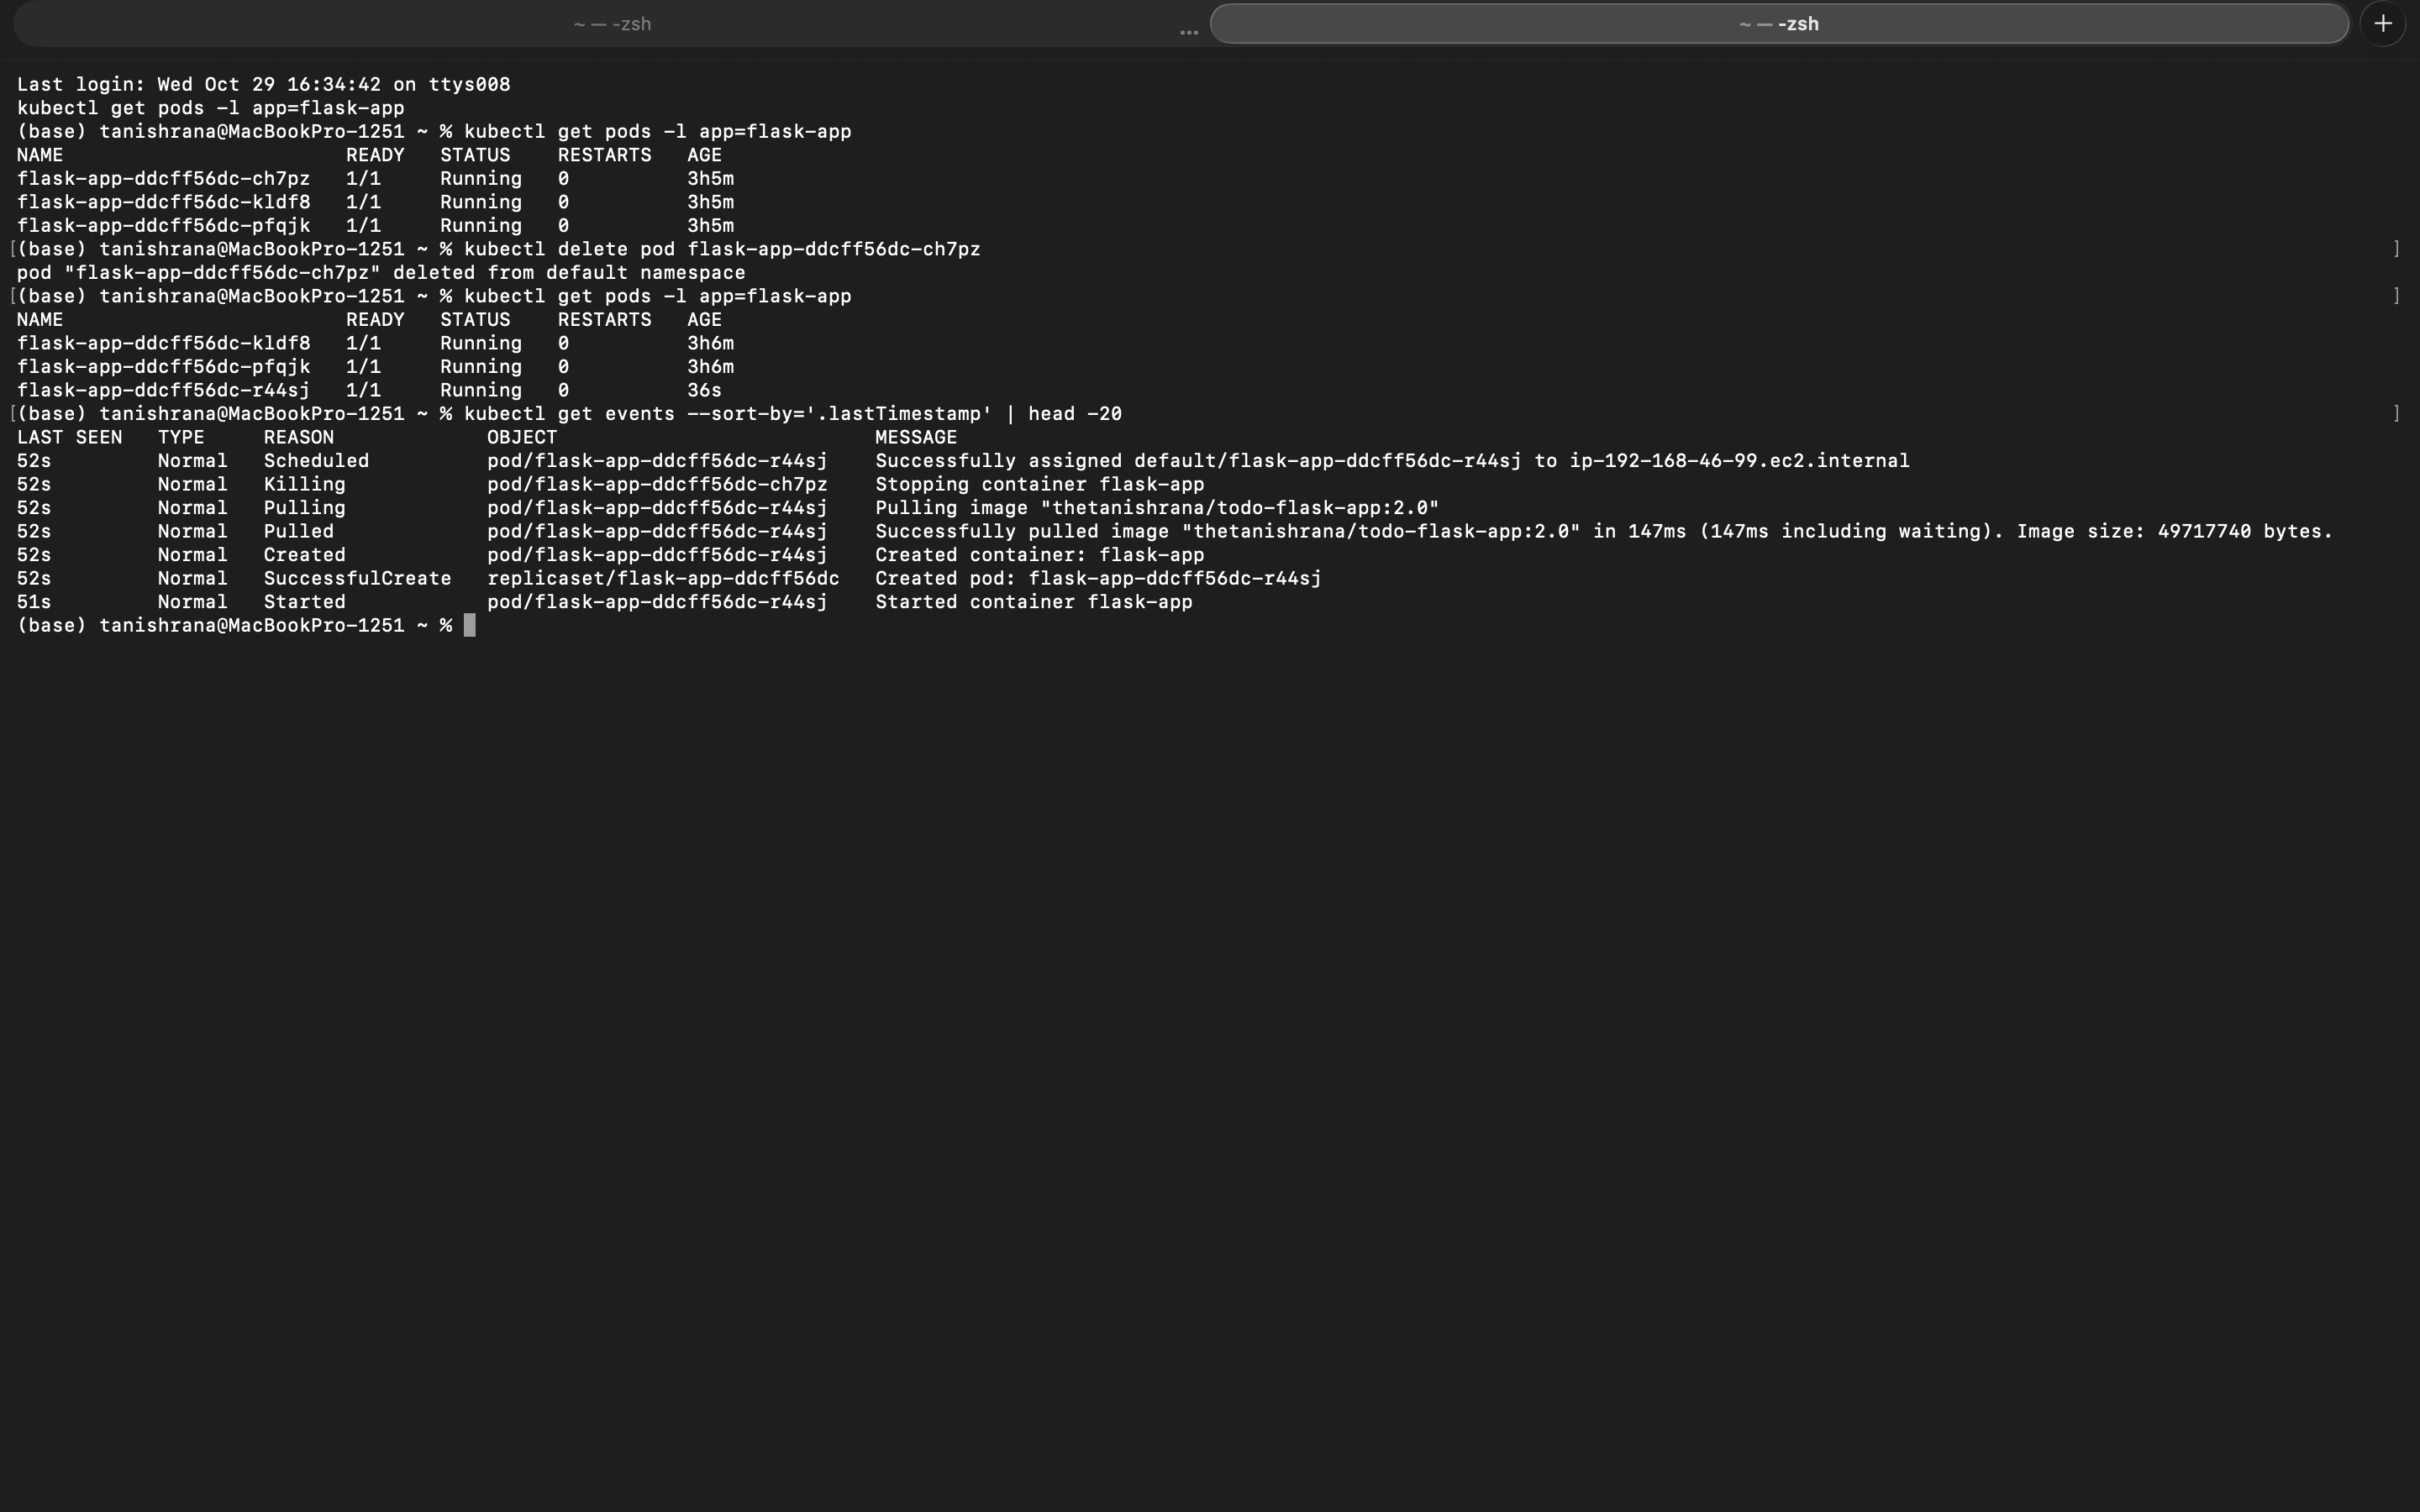 ~ — -zsh
... ~ — -zsh +
Last login: Wed Oct 29 16:34:42 on ttys008
kubectl get pods -l app=flask-app
(base) tanishrana@MacBookPro-1251 ~ % kubectl get pods -l app=flask-app
NAME                        READY   STATUS    RESTARTS   AGE
flask-app-ddcff56dc-ch7pz   1/1     Running   0          3h5m
flask-app-ddcff56dc-kldf8   1/1     Running   0          3h5m
flask-app-ddcff56dc-pfqjk   1/1     Running   0          3h5m
[(base) tanishrana@MacBookPro-1251 ~ % kubectl delete pod flask-app-ddcff56dc-ch7pz ]
pod "flask-app-ddcff56dc-ch7pz" deleted from default namespace
[(base) tanishrana@MacBookPro-1251 ~ % kubectl get pods -l app=flask-app ]
NAME                        READY   STATUS    RESTARTS   AGE
flask-app-ddcff56dc-kldf8   1/1     Running   0          3h6m
flask-app-ddcff56dc-pfqjk   1/1     Running   0          3h6m
flask-app-ddcff56dc-r44sj   1/1     Running   0          36s
[(base) tanishrana@MacBookPro-1251 ~ % kubectl get events --sort-by='.lastTimestamp' | head -20 ]
LAST SEEN   TYPE     REASON             OBJECT                           MESSAGE
52s         Normal   Scheduled          pod/flask-app-ddcff56dc-r44sj    Successfully assigned default/flask-app-ddcff56dc-r44sj to ip-192-168-46-99.ec2.internal
52s         Normal   Killing            pod/flask-app-ddcff56dc-ch7pz    Stopping container flask-app
52s         Normal   Pulling            pod/flask-app-ddcff56dc-r44sj    Pulling image "thetanishrana/todo-flask-app:2.0"
52s         Normal   Pulled             pod/flask-app-ddcff56dc-r44sj    Successfully pulled image "thetanishrana/todo-flask-app:2.0" in 147ms (147ms including waiting). Image size: 49717740 bytes.
52s         Normal   Created            pod/flask-app-ddcff56dc-r44sj    Created container: flask-app
52s         Normal   SuccessfulCreate   replicaset/flask-app-ddcff56dc   Created pod: flask-app-ddcff56dc-r44sj
51s         Normal   Started            pod/flask-app-ddcff56dc-r44sj    Started container flask-app
(base) tanishrana@MacBookPro-1251 ~ %